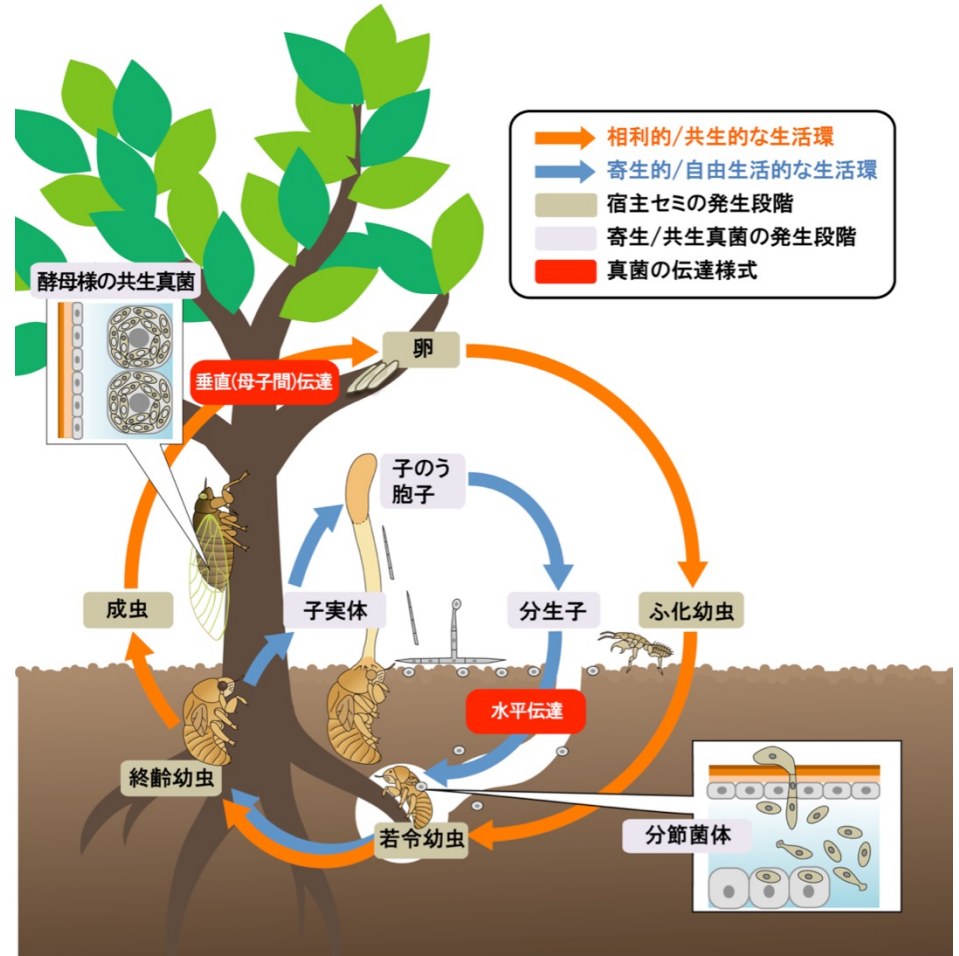 相利的/共生的な生活環
寄生的/自由生活的な生活環
宿主セミの発生段階
寄生/共生真菌の発生段階
真菌の伝達様式
酵母様の共生真菌
卵
垂直(母子間)伝達
子のう
胞子
成虫
子実体
分生子
ふ化幼虫
水平伝達
終齢幼虫
若令幼虫
分節菌体